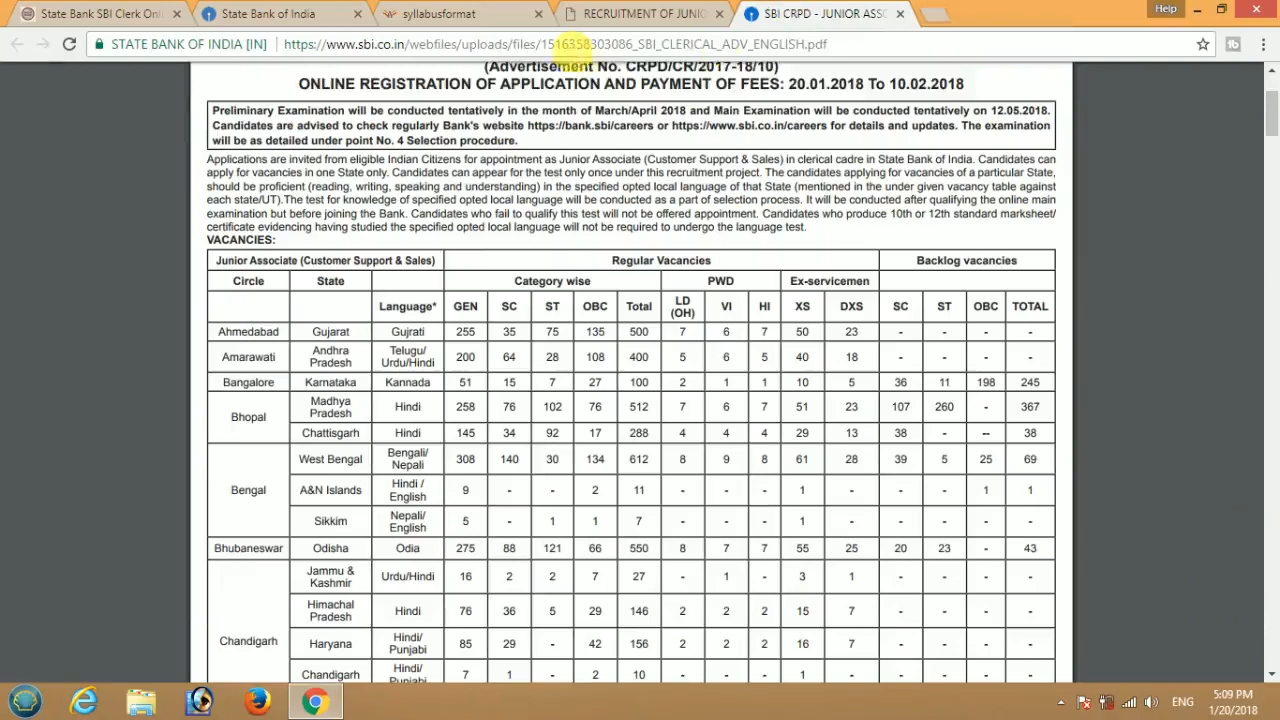 State Bank SBI Clerk Onl
State Bank of India
syllabusformat
RECRUITMENT OF JUNIO
SBI CRPD - JUNIOR ASSO
Help
STATE BANK OF INDIA [IN]
https://www.sbi.co.in/webfiles/uploads/files/1516358303086_SBI_CLERICAL_ADV_ENGLISH.pdf
(Advertisement No. CRPD/CR/2017-18/10)
ONLINE REGISTRATION OF APPLICATION AND PAYMENT OF FEES: 20.01.2018 To 10.02.2018
Preliminary Examination will be conducted tentatively in the month of March/April 2018 and Main Examination will be conducted tentatively on 12.05.2018.
Candidates are advised to check regularly Bank's website https://bank.sbi/careers or https://www.sbi.co.in/careers for details and updates. The examination
will be as detailed under point No. 4 Selection procedure.
Applications are invited from eligible Indian Citizens for appointment as Junior Associate (Customer Support & Sales) in clerical cadre in State Bank of India. Candidates can
apply for vacancies in one State only. Candidates can appear for the test only once under this recruitment project. The candidates applying for vacancies of a particular State,
should be proficient (reading, writing, speaking and understanding) in the specified opted local language of that State (mentioned in the under given vacancy table against
each state/UT).The test for knowledge of specified opted local language will be conducted as a part of selection process. It will be conducted after qualifying the online main
examination but before joining the Bank. Candidates who fail to qualify this test will not be offered appointment. Candidates who produce 10th or 12th standard marksheet/
certificate evidencing having studied the specified opted local language will not be required to undergo the language test.
VACANCIES:
Junior Associate (Customer Support & Sales) Regular Vacancies Backlog vacancies
Circle State Category wise PWD Ex-servicemen
Language* GEN SC ST OBC Total LD (OH) VI HI XS DXS SC ST OBC TOTAL
Ahmedabad Gujarat Gujrati 255 35 75 135 500 7 6 7 50 23 - - - -
Amarawati Andhra Pradesh Telugu/ Urdu/Hindi 200 64 28 108 400 5 6 5 40 18 - - - -
Bangalore Karnataka Kannada 51 15 7 27 100 2 1 1 10 5 36 11 198 245
Bhopal Madhya Pradesh Hindi 258 76 102 76 512 7 6 7 51 23 107 260 - 367
Chattisgarh Hindi 145 34 92 17 288 4 4 4 29 13 38 - -- 38
Bengal West Bengal Bengali/ Nepali 308 140 30 134 612 8 9 8 61 28 39 5 25 69
A&N Islands Hindi / English 9 - - 2 11 - - - 1 - - - 1 1
Sikkim Nepali/ English 5 - 1 1 7 - - - 1 - - - - -
Bhubaneswar Odisha Odia 275 88 121 66 550 8 7 7 55 25 20 23 - 43
Chandigarh Jammu & Kashmir Urdu/Hindi 16 2 2 7 27 - 1 - 3 1 - - - -
Himachal Pradesh Hindi 76 36 5 29 146 2 2 2 15 7 - - - -
Haryana Hindi/ Punjabi 85 29 - 42 156 2 2 2 16 7 - - - -
Chandigarh Hindi/ Punjabi 7 1 - 2 10 - - - 1 - - - - -
ENG
5:09 PM
1/20/2018